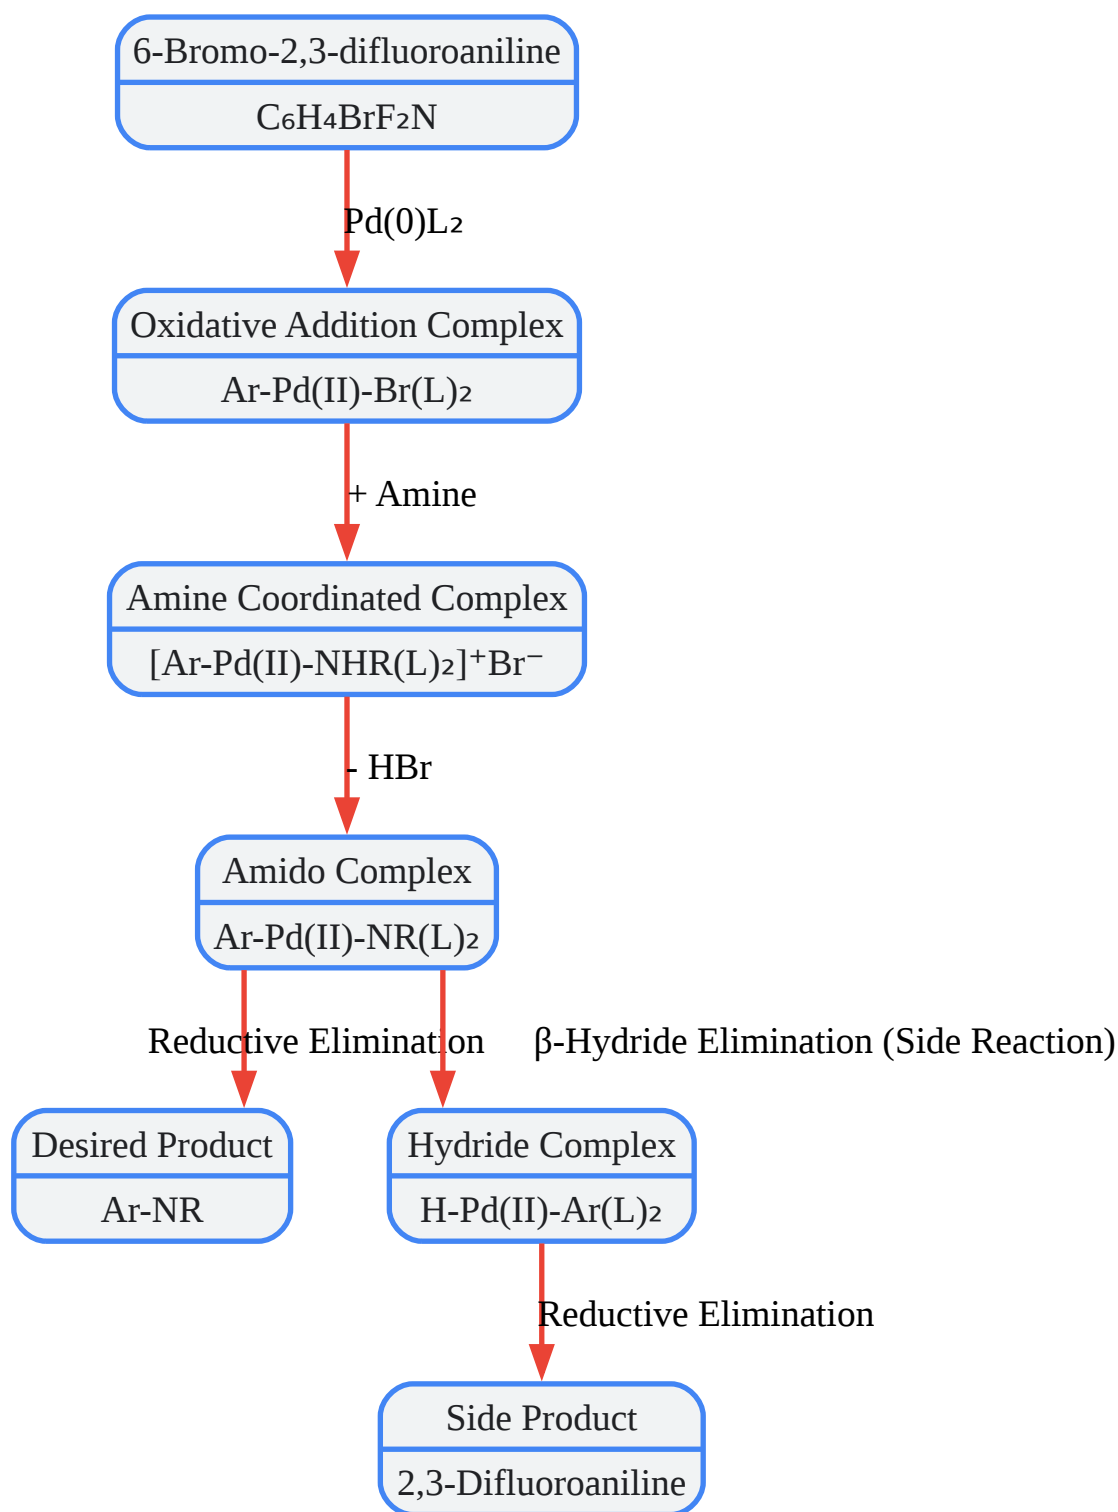 6-Bromo-2,3-difluoroaniline
C₆H₄BrF₂N
Pd(0)L₂
Oxidative Addition Complex
Ar-Pd(II)-Br(L)₂
+ Amine
Amine Coordinated Complex
[Ar-Pd(II)-NHR(L)₂]⁺Br⁻
- HBr
Amido Complex
Ar-Pd(II)-NR(L)₂
Reductive Elimination
β-Hydride Elimination (Side Reaction)
Desired Product
Ar-NR
Hydride Complex
H-Pd(II)-Ar(L)₂
Reductive Elimination
Side Product
2,3-Difluoroaniline